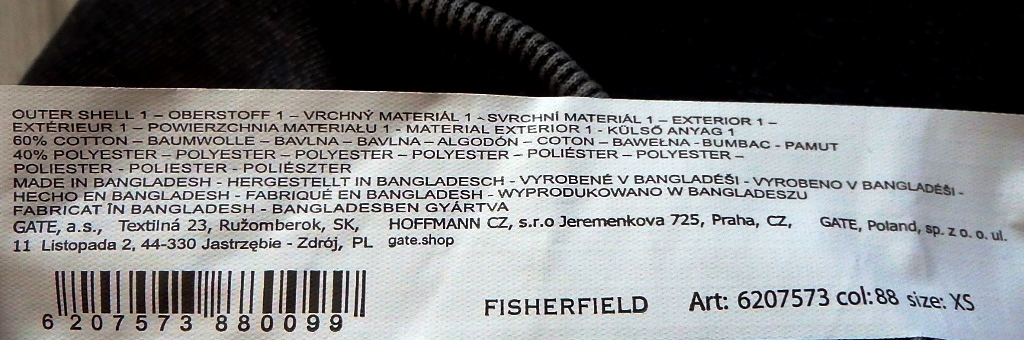 OUTER SHELL 1 – OBERSTOFF 1 – VRCHNÝ MATERIÁL 1 - SVRCHNÍ MATERIÁL 1 – EXTERIOR 1 –
EXTÉRIEUR 1 – POWIERZCHNIA MATERIAŁU 1 - MATERIAL EXTERIOR 1 - KÜLSŐ ANYAG 1
60% COTTON – BAUMWOLLE - BAVLNA – BAVLNA – ALGODÓN – COTON – BAWEŁNA - BUMBAC - PAMUT
40% POLYESTER – POLYESTER – POLYESTER – POLYESTER – POLIÉSTER – POLYESTER –
POLIESTER - POLIESTER - POLIÉSZTER
MADE IN BANGLADESH - HERGESTELLT IN BANGLADESCH - VYROBENÉ V BANGLADÉŠI - VYROBENO V BANGLADÉŠI -
HECHO EN BANGLADESH - FABRIQUÉ EN BANGLADESH - WYPRODUKOWANO W BANGLADESZU
FABRICAT ÎN BANGLADESH - BANGLADESBEN GYÁRTVA
GATE, a.s., Textilná 23, Ružomberok, SK, HOFFMANN CZ, s.r.o Jeremenkova 725, Praha, CZ, GATE, Poland, sp. z o. o. ul.
11 Listopada 2, 44-330 Jastrzębie - Zdrój, PL gate.shop
FISHERFIELD Art: 6207573 col: 88 size: XS
6 207573 880099